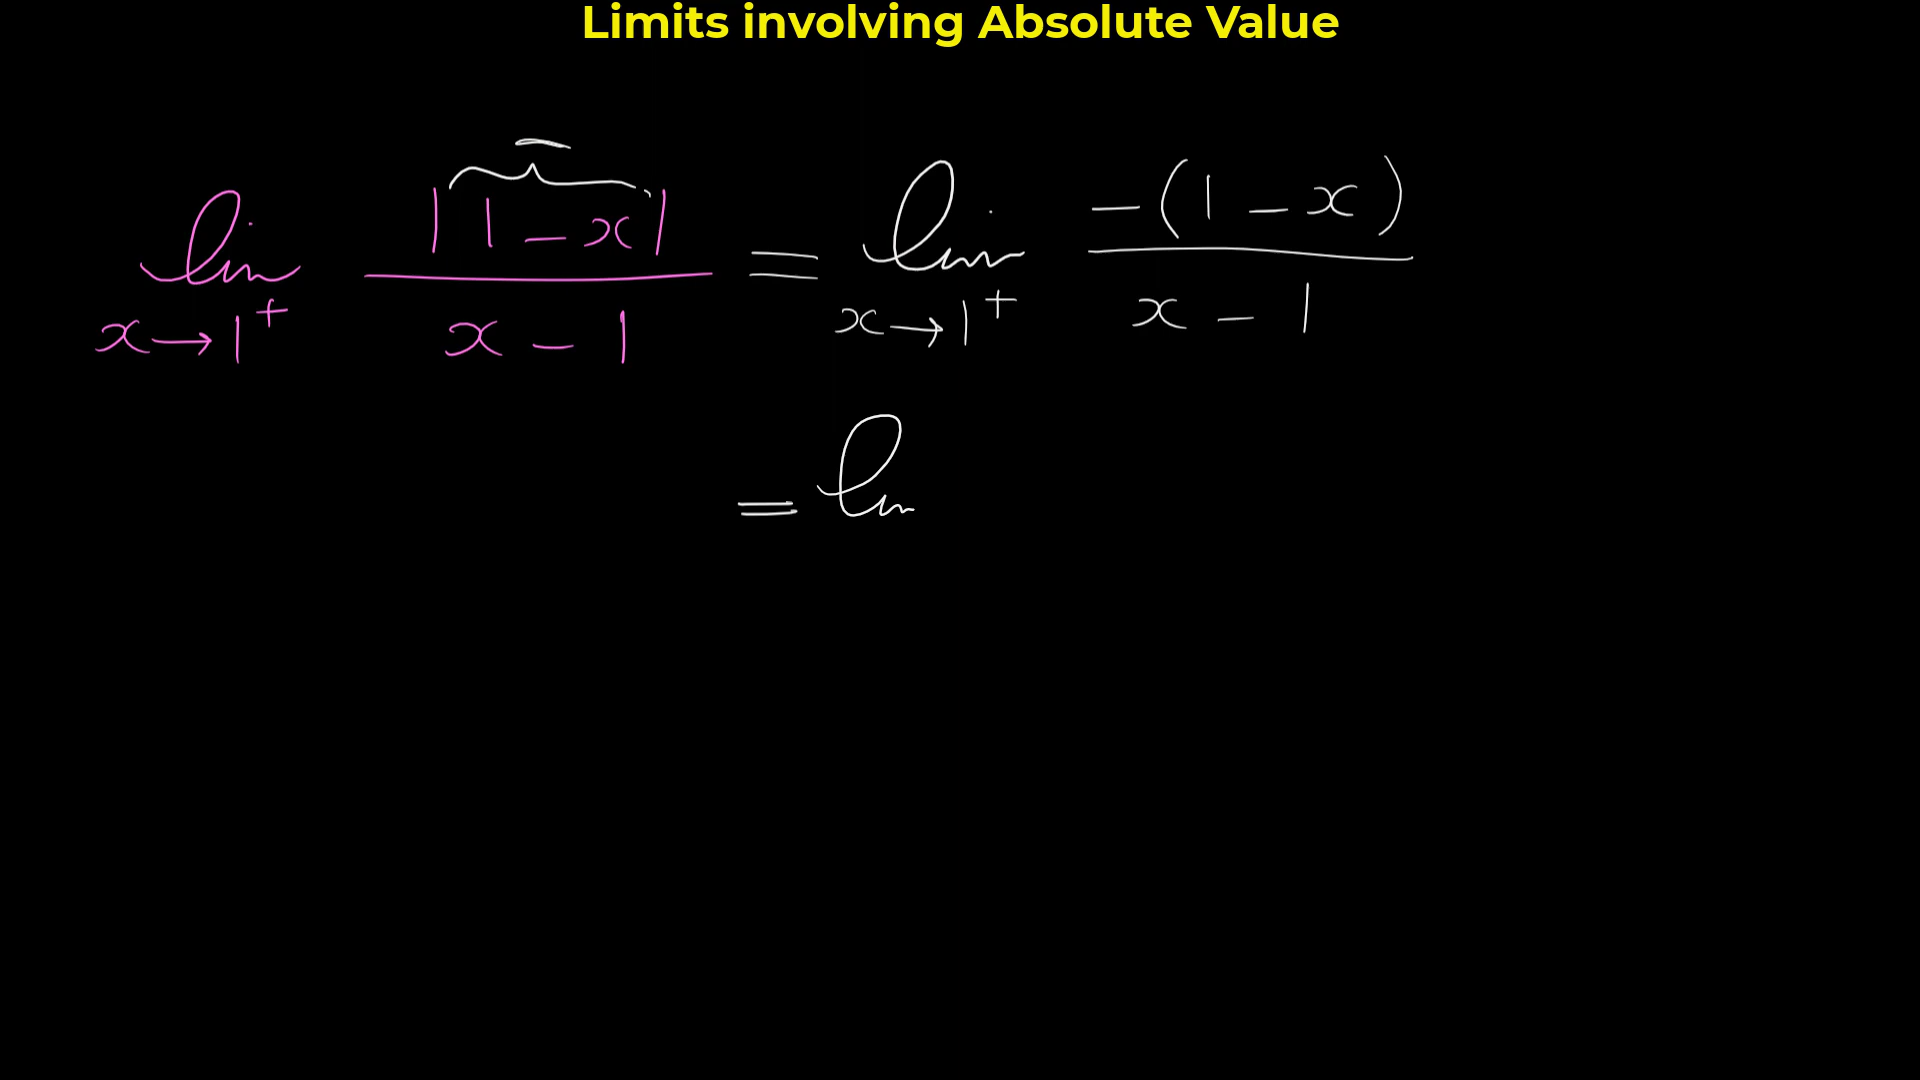 Limits involving Absolute Value
lim x→1⁺ |1 - x| / x - 1 = lim x→1⁺ -(1 - x) / x - 1
= lim